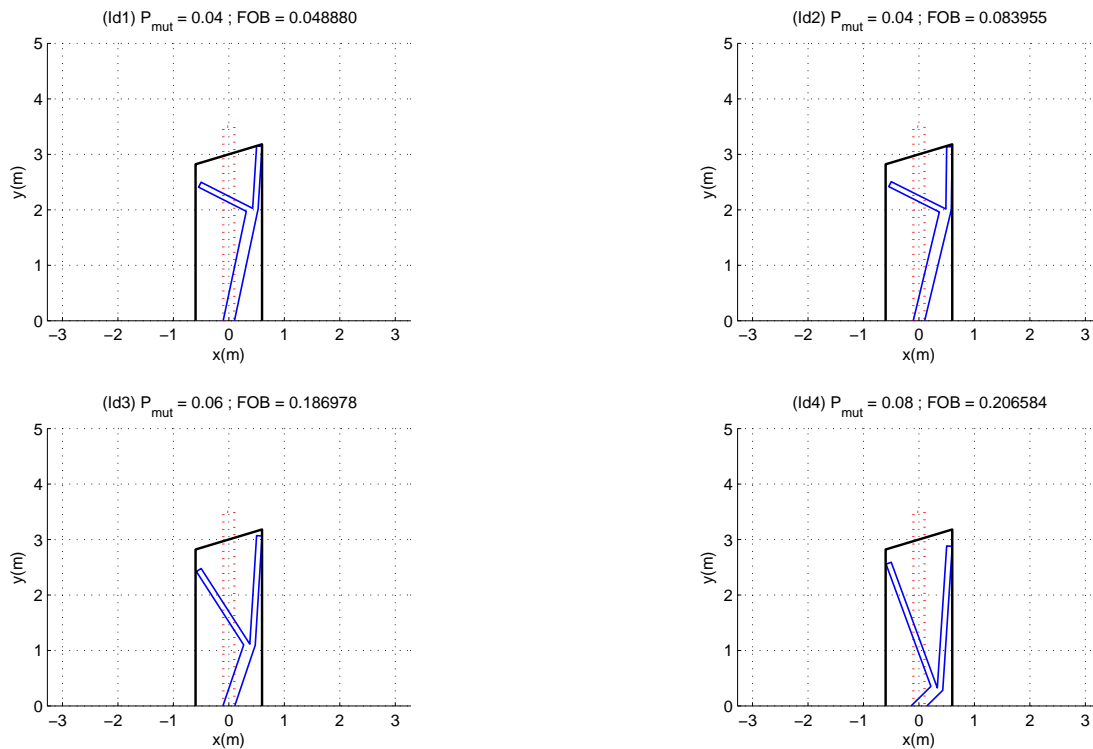 (Id1) P_mut = 0.04 ; FOB = 0.048880
5
4
3
2
1
0
y(m)
−3 −2 −1 0 1 2 3
x(m)
(Id2) P_mut = 0.04 ; FOB = 0.083955
5
4
3
2
1
0
y(m)
−3 −2 −1 0 1 2 3
x(m)
(Id3) P_mut = 0.06 ; FOB = 0.186978
5
4
3
2
1
0
y(m)
−3 −2 −1 0 1 2 3
x(m)
(Id4) P_mut = 0.08 ; FOB = 0.206584
5
4
3
2
1
0
y(m)
−3 −2 −1 0 1 2 3
x(m)